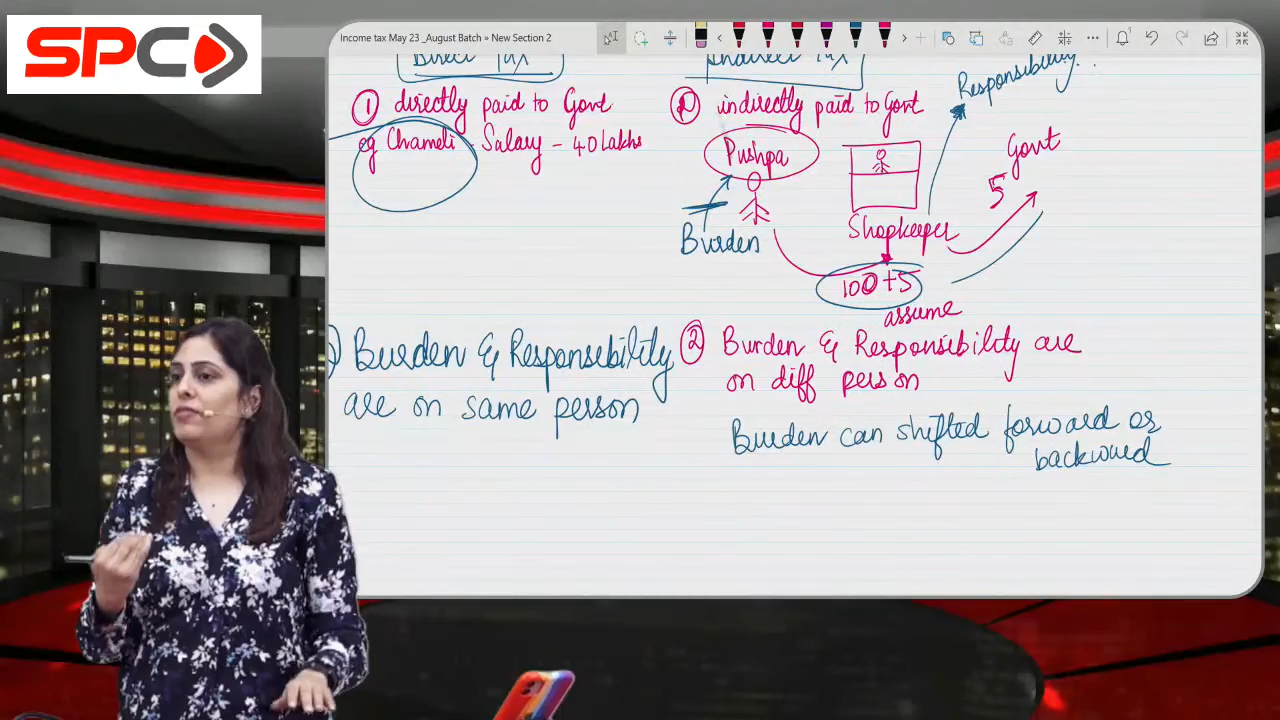 SPC
Income tax May 23 _August Batch » New Section 2
Direct Tax
① directly paid to Govt
eg Chameli - Salary - 40 Lakhs
Burden & Responsibility
are on same person
Indirect Tax
① indirectly paid to Govt
Pushpa
Burden
Shopkeeper
100+5
assume
5
Govt
Responsibility
② Burden & Responsibility are
on diff person
Burden can shifted forward or
backward